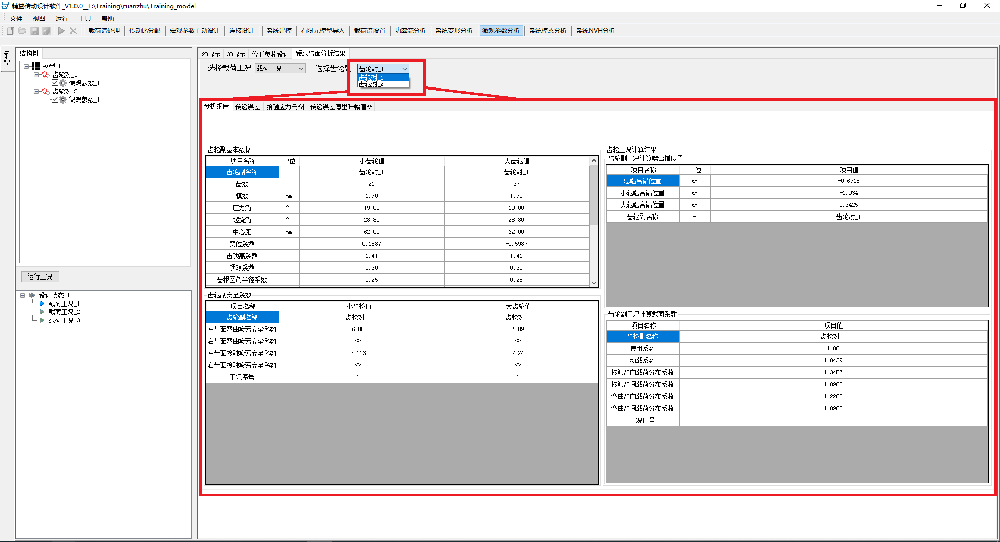 精益传动设计软件_V1.0.0__E:\Training\ruanzhu\Training_model
文件 视图 运行 工具 帮助
载荷谱处理 传动比分配 宏观参数主动设计 连接设计 系统建模 有限元模型导入 载荷谱设置 功率流分析 系统变形分析 微观参数分析 系统模态分析 系统NVH分析
模型1
结构树
模型_1
齿轮对_1
微观参数_1
齿轮对_2
微观参数_1
运行工况
设计状态_1
载荷工况_1
载荷工况_2
载荷工况_3
2D显示 3D显示 修形参数设计 受载齿面分析结果
选择载荷工况 载荷工况_1 选择齿轮副 齿轮对_1
齿轮对_1
齿轮对_2
分析报告 传递误差 接触应力云图 传递误差傅里叶幅值图
齿轮副基本数据
项目名称 单位 小齿轮值 大齿轮值
齿轮副名称 齿轮对_1 齿轮对_1
齿数 21 37
模数 mm 1.90 1.90
压力角 ° 19.00 19.00
螺旋角 ° 28.80 28.80
中心距 mm 62.00 62.00
变位系数 0.1587 -0.5987
齿顶高系数 1.41 1.41
顶隙系数 0.30 0.30
齿根圆角半径系数 0.25 0.25
齿轮副安全系数
项目名称 小齿轮值 大齿轮值
齿轮副名称 齿轮对_1 齿轮对_1
左齿面弯曲疲劳安全系数 6.85 4.89
右齿面弯曲疲劳安全系数 ∞ ∞
左齿面接触疲劳安全系数 2.113 2.24
右齿面接触疲劳安全系数 ∞ ∞
工况序号 1 1
齿轮工况计算结果
齿轮副工况计算啮合错位量
项目名称 单位 项目值
总啮合错位量 um -0.6915
小轮啮合错位量 um -1.034
大轮啮合错位量 um 0.3425
齿轮副名称 - 齿轮对_1
齿轮副工况计算载荷系数
项目名称 项目值
齿轮副名称 齿轮对_1
使用系数 1.00
动载系数 1.0439
接触齿向载荷分布系数 1.3457
接触齿间载荷分布系数 1.0962
弯曲齿向载荷分布系数 1.2282
弯曲齿间载荷分布系数 1.0962
工况序号 1